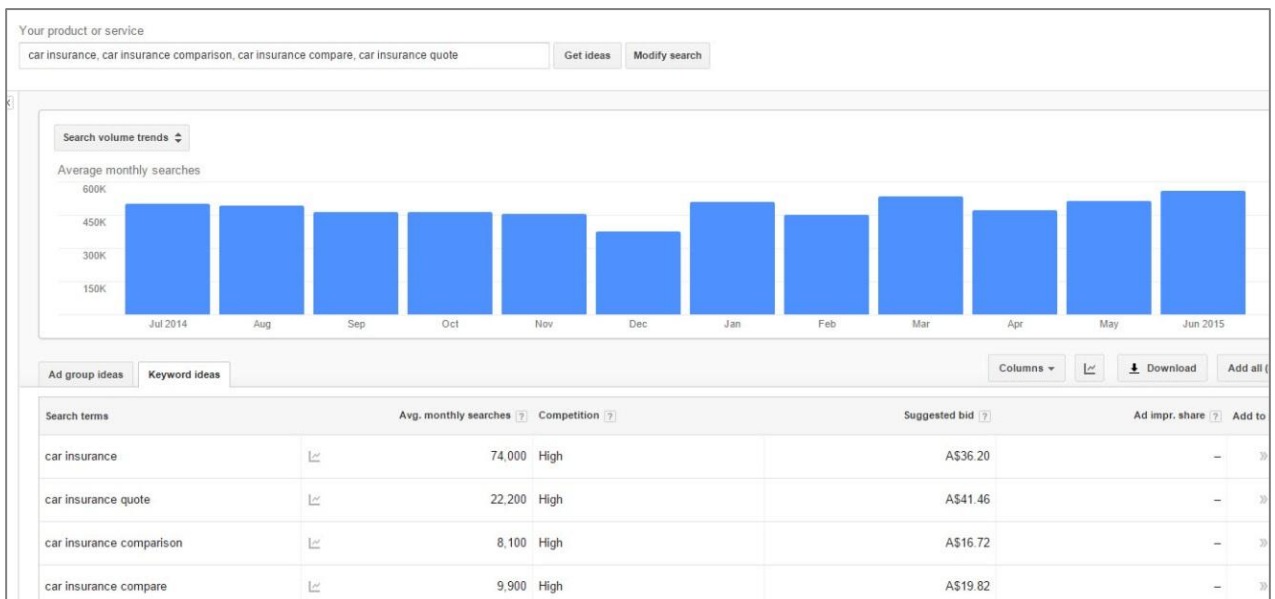 Your product or service
car insurance, car insurance comparison, car insurance compare, car insurance quote Get ideas Modify search
Search volume trends
Average monthly searches
600K
450K
300K
150K
Jul 2014 Aug Sep Oct Nov Dec Jan Feb Mar Apr May Jun 2015
Ad group ideas Keyword ideas Columns Download Add all (
Search terms Avg. monthly searches ? Competition ? Suggested bid ? Ad impr. share ? Add to
car insurance 74,000 High A$36.20 – »
car insurance quote 22,200 High A$41.46 – »
car insurance comparison 8,100 High A$16.72 – »
car insurance compare 9,900 High A$19.82 – »